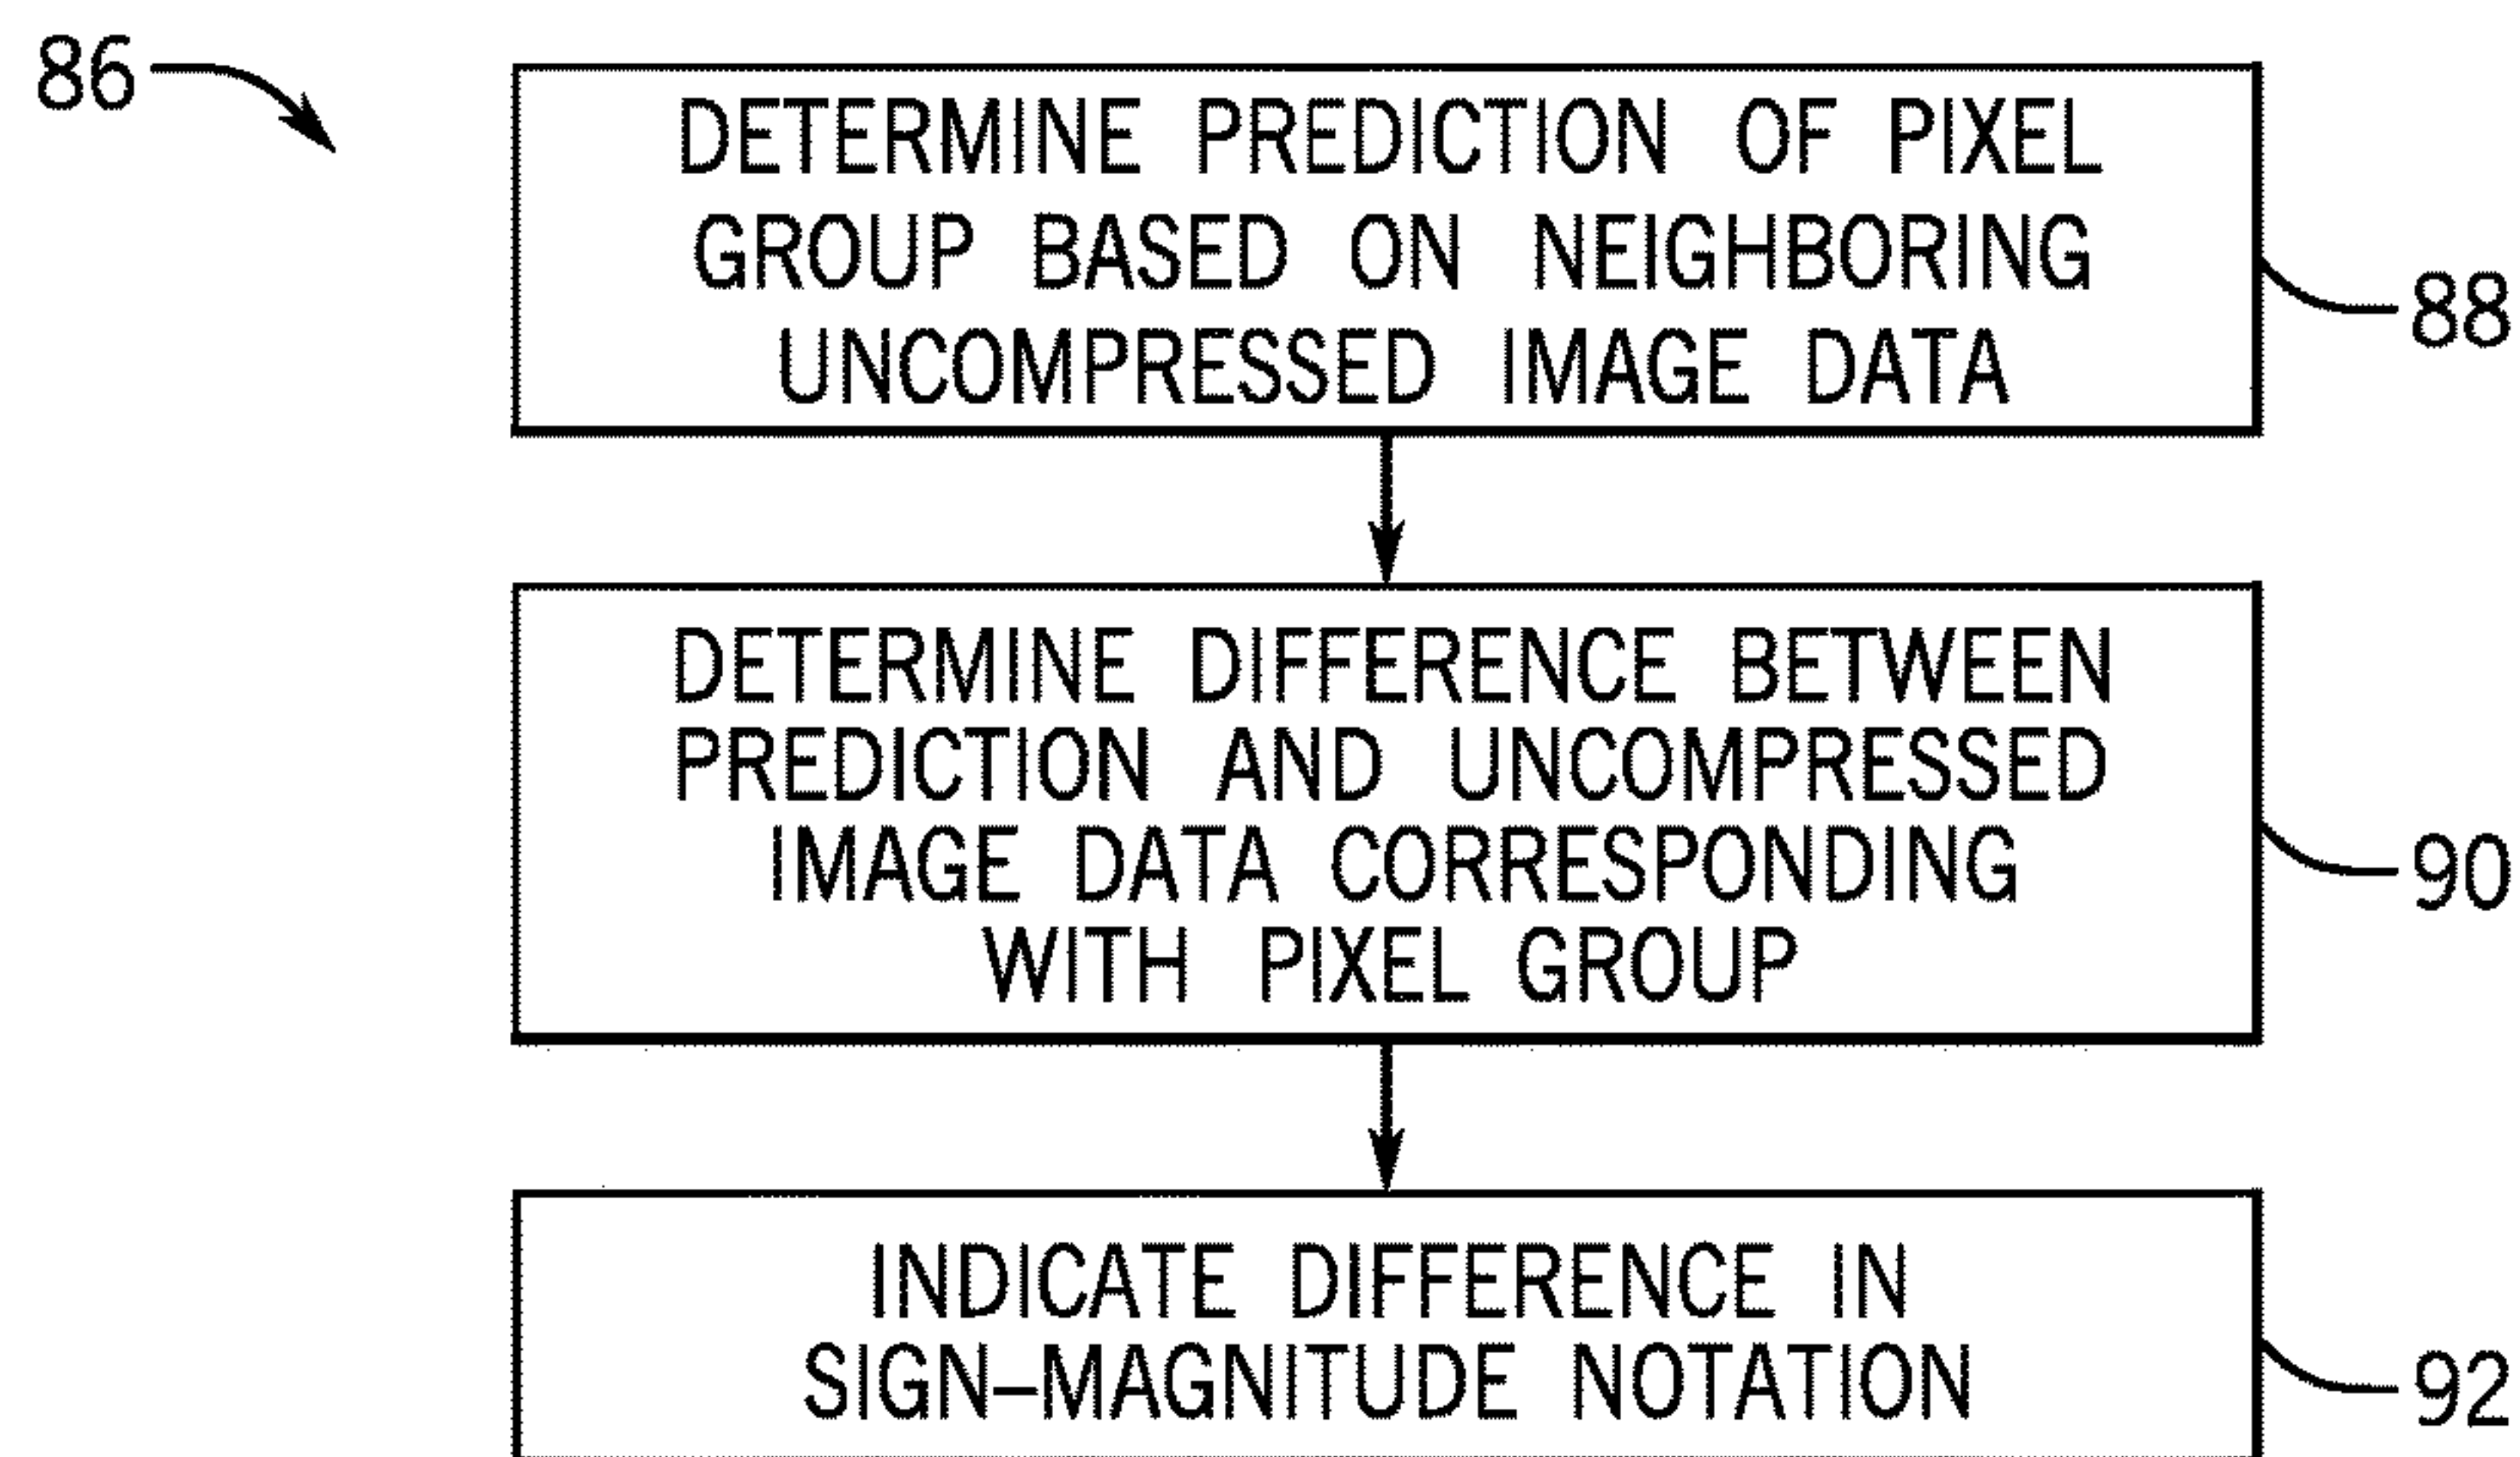 86
DETERMINE PREDICTION OF PIXEL
GROUP BASED ON NEIGHBORING
UNCOMPRESSED IMAGE DATA
88
DETERMINE DIFFERENCE BETWEEN
PREDICTION AND UNCOMPRESSED
IMAGE DATA CORRESPONDING
WITH PIXEL GROUP
90
INDICATE DIFFERENCE IN
SIGN–MAGNITUDE NOTATION
92